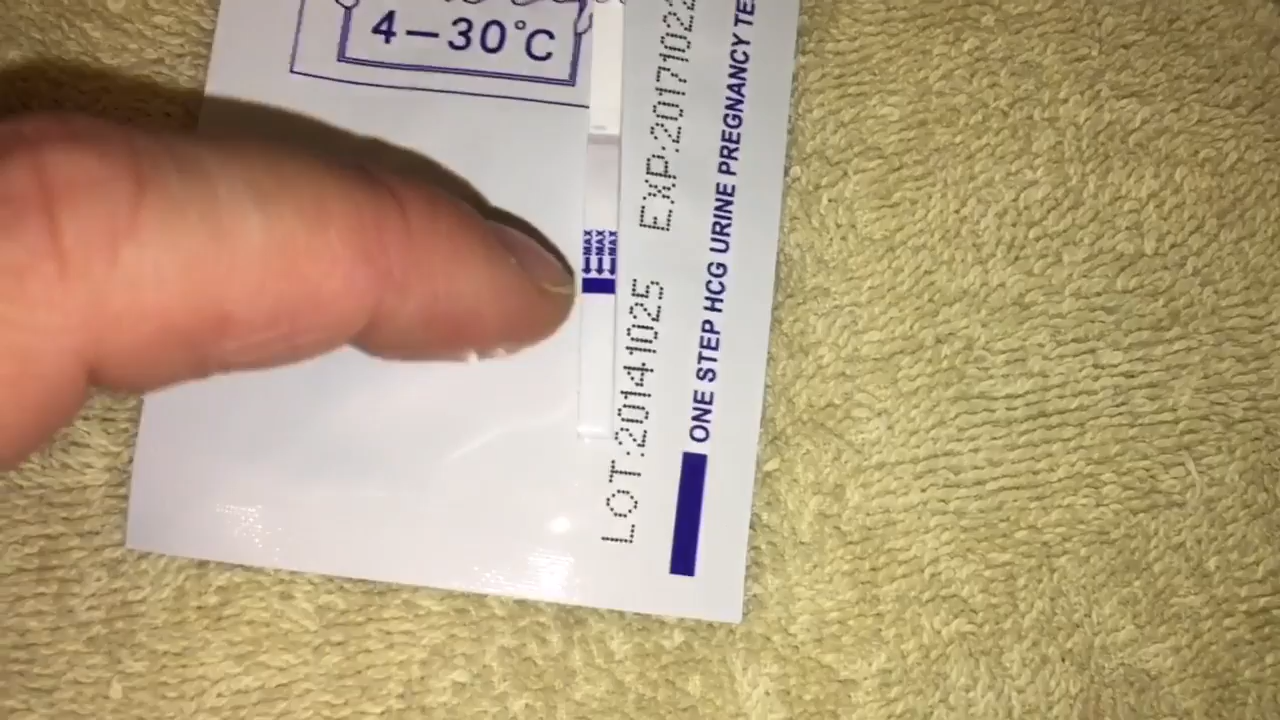 4–30°C
←MAX
←MAX
←MAX
LOT:20141025 EXP:2017102
ONE STEP HCG URINE PREGNANCY TE